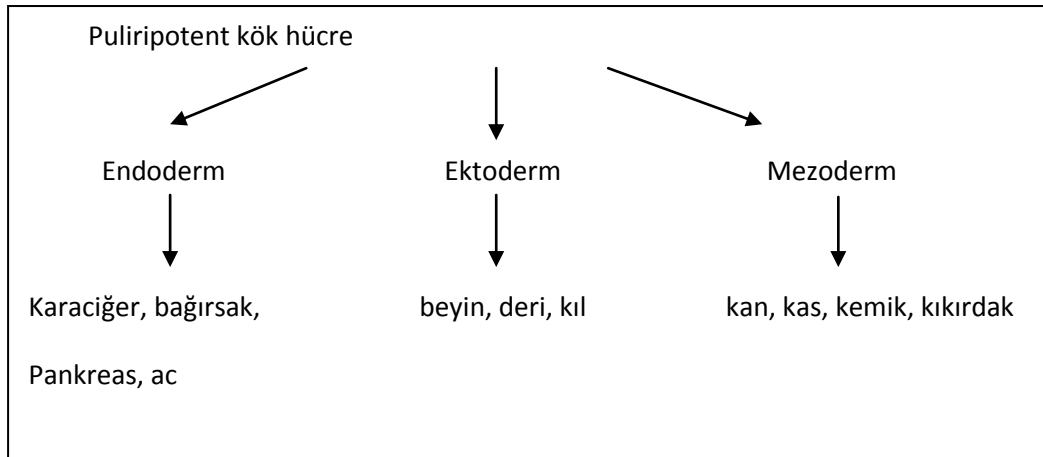 Puliripotent kök hücre
Endoderm
Ektoderm
Mezoderm
Karaciğer, bağırsak,
beyin, deri, kıl
kan, kas, kemik, kıkırdak
Pankreas, ac